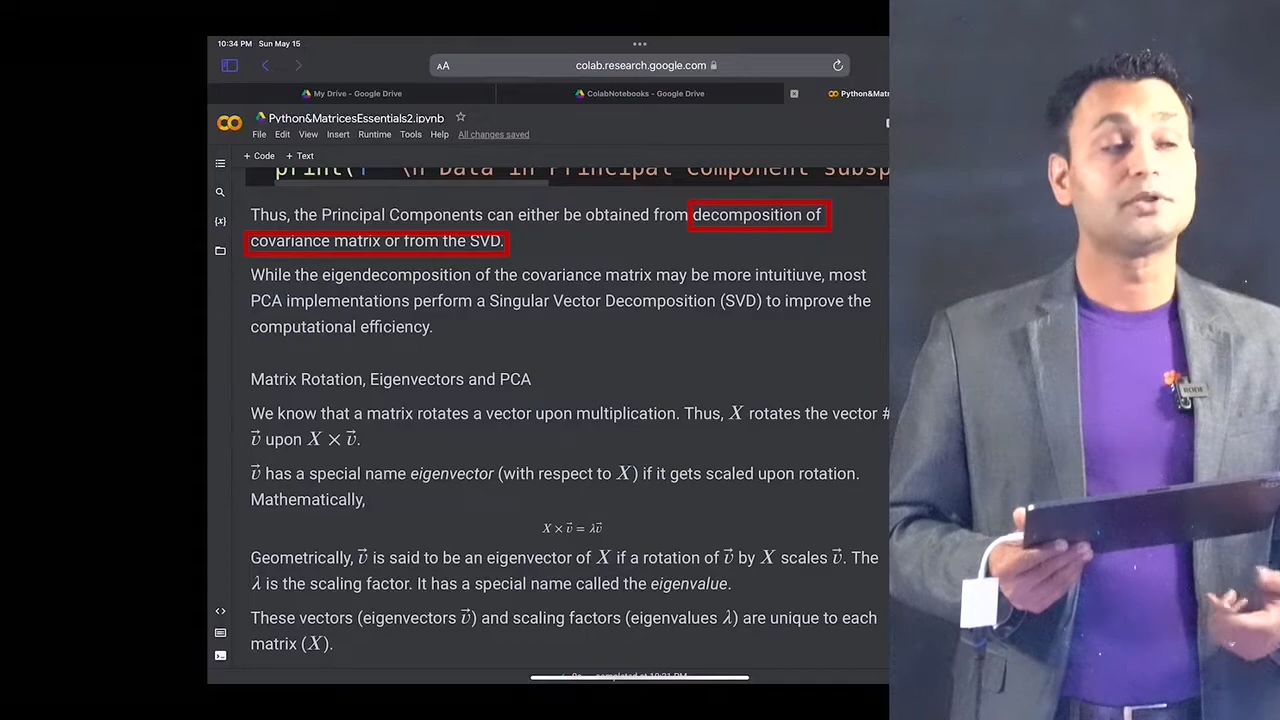 10:34 PM Sun May 15
AA
colab.research.google.com
My Drive - Google Drive
ColabNotebooks - Google Drive
Python&Matr
Python&MatricesEssentials2.ipynb
File Edit View Insert Runtime Tools Help All changes saved
+ Code + Text
Thus, the Principal Components can either be obtained from decomposition of
covariance matrix or from the SVD.
While the eigendecomposition of the covariance matrix may be more intuitiuve, most
PCA implementations perform a Singular Vector Decomposition (SVD) to improve the
computational efficiency.
Matrix Rotation, Eigenvectors and PCA
We know that a matrix rotates a vector upon multiplication. Thus, X rotates the vector #
v⃗ upon X × v⃗.
v⃗ has a special name eigenvector (with respect to X) if it gets scaled upon rotation.
Mathematically,
X × v⃗ = λv⃗
Geometrically, v⃗ is said to be an eigenvector of X if a rotation of v⃗ by X scales v⃗. The
λ is the scaling factor. It has a special name called the eigenvalue.
These vectors (eigenvectors v⃗) and scaling factors (eigenvalues λ) are unique to each
matrix (X).